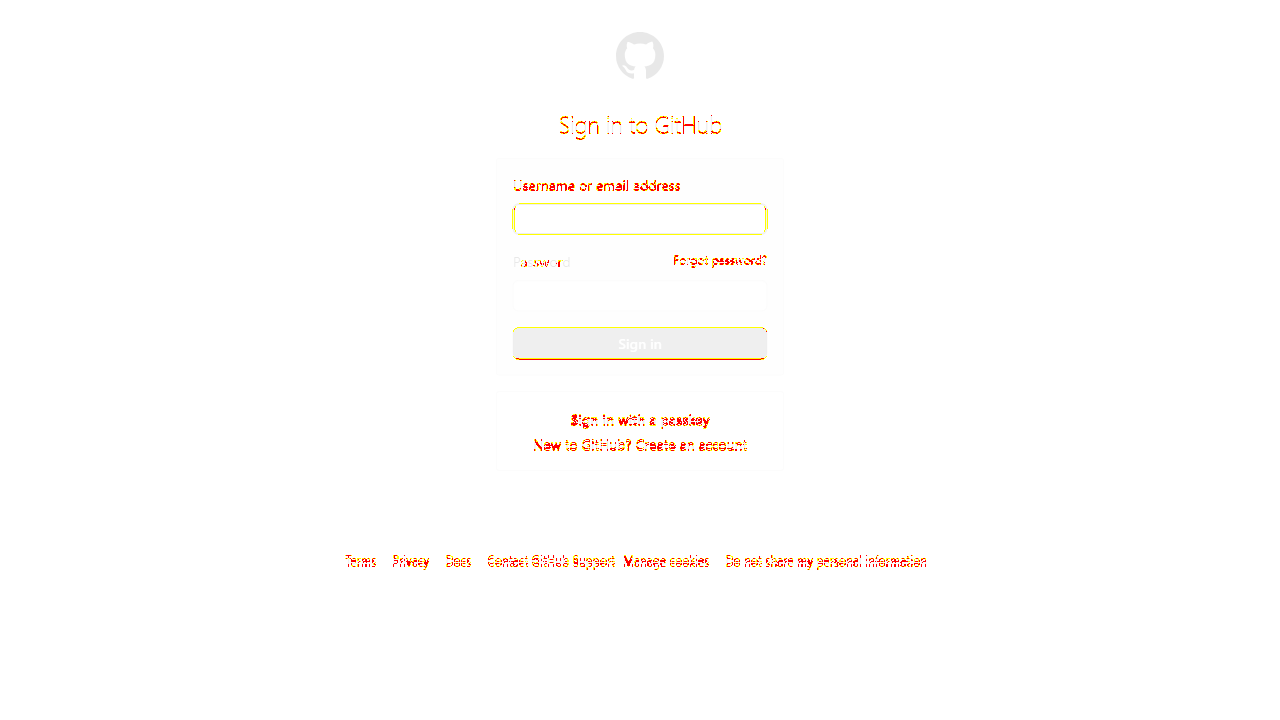 Sign in to GitHub
Username or email address
Password Forgot password?
Sign in
Sign in with a passkey
New to GitHub? Create an account
Terms Privacy Docs Contact GitHub Support Manage cookies Do not share my personal information